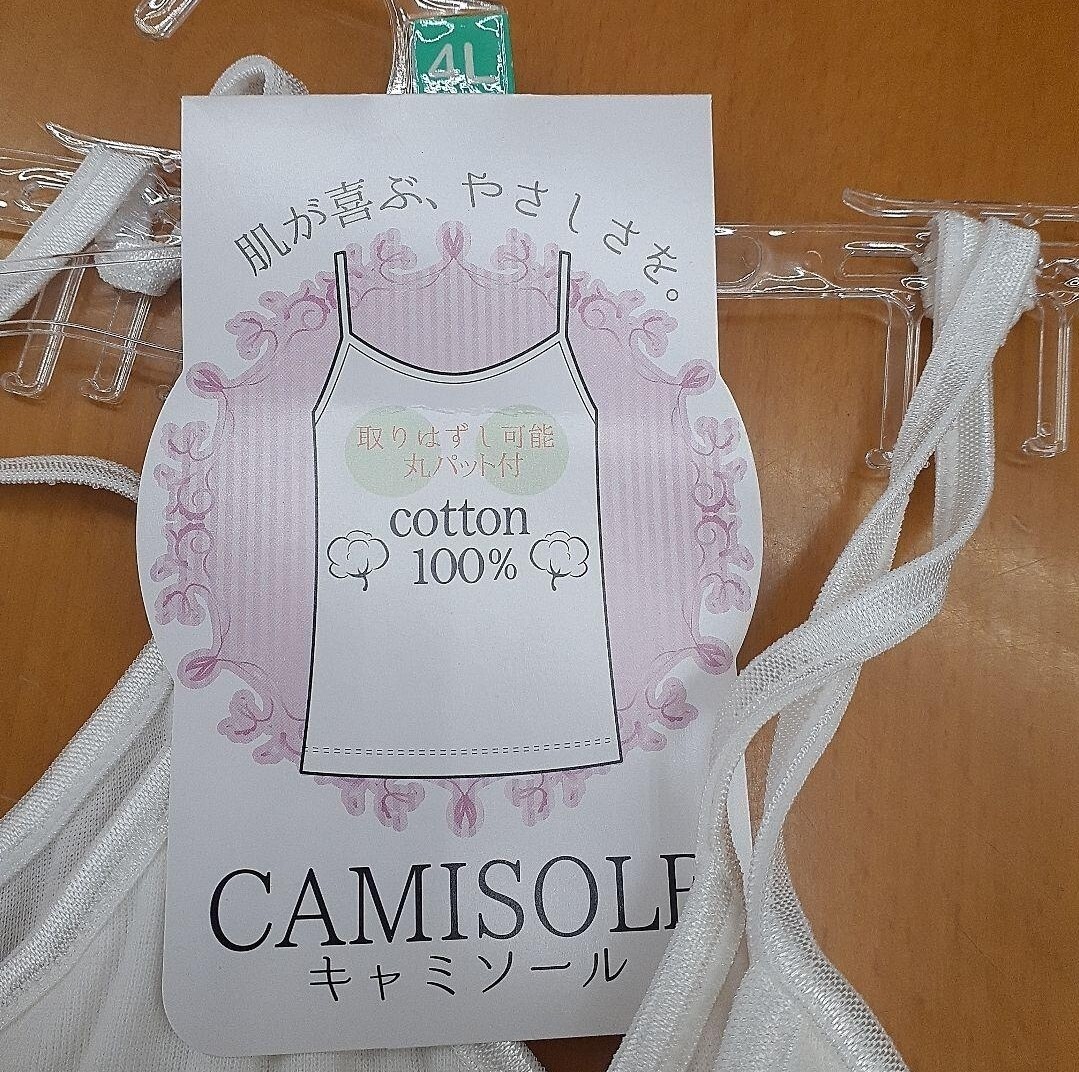 4L
肌が喜ぶ、やさしさを。
取りはずし可能
丸パット付
cotton
100%
CAMISOLE
キャミソール